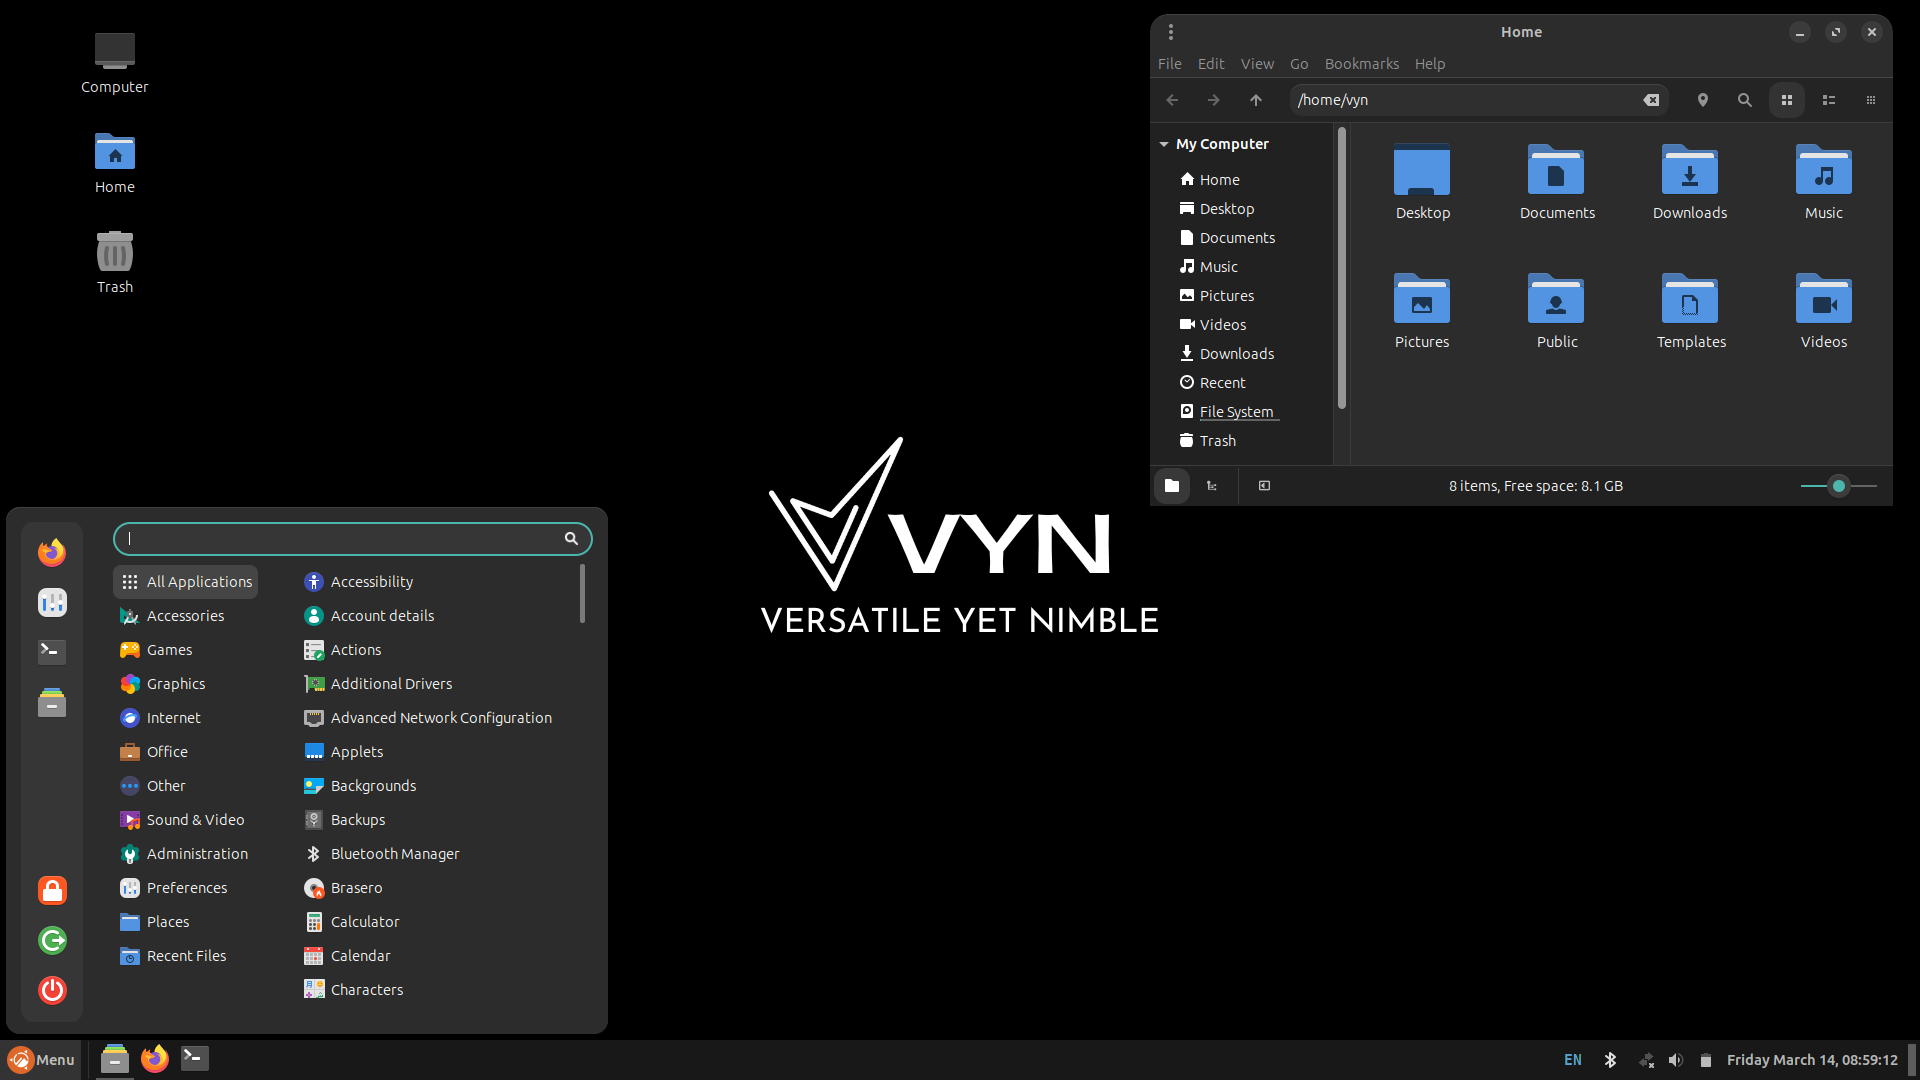 Computer
Home
Trash
Home
File Edit View Go Bookmarks Help
/home/vyn
My Computer
Home
Desktop
Documents
Music
Pictures
Videos
Downloads
Recent
File System
Trash
Desktop Documents Downloads Music
Pictures Public Templates Videos
8 items, Free space: 8.1 GB
VYN
VERSATILE YET NIMBLE
All Applications
Accessories
Games
Graphics
Internet
Office
Other
Sound & Video
Administration
Preferences
Places
Recent Files
Accessibility
Account details
Actions
Additional Drivers
Advanced Network Configuration
Applets
Backgrounds
Backups
Bluetooth Manager
Brasero
Calculator
Calendar
Characters
Menu
EN
Friday March 14, 08:59:12